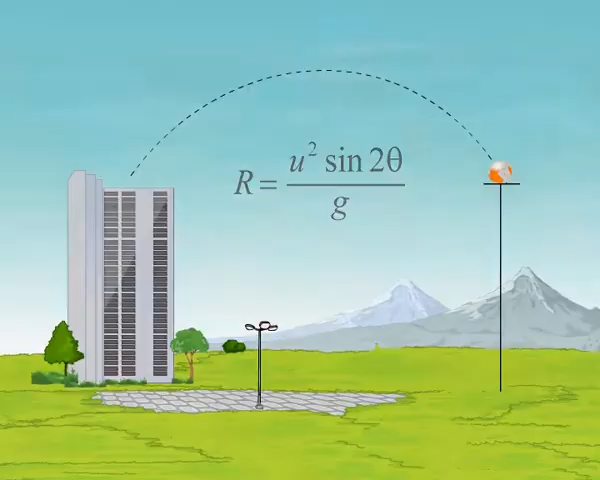 R = u² sin 2θ / g